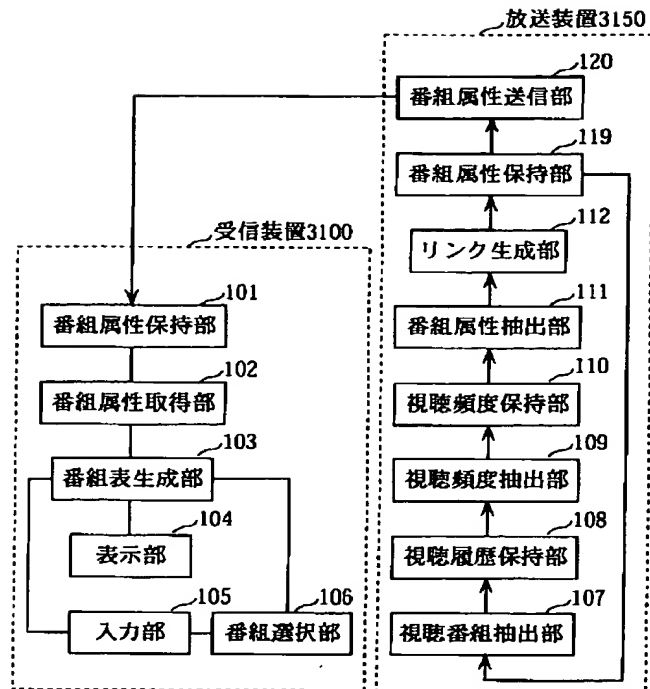 放送装置3150
120
番組属性送信部
119
番組属性保持部
112
リンク生成部
111
番組属性抽出部
110
視聴頻度保持部
109
視聴頻度抽出部
108
視聴履歴保持部
107
視聴番組抽出部
受信装置3100
101
番組属性保持部
102
番組属性取得部
103
番組表生成部
104
表示部
105
入力部
106
番組選択部